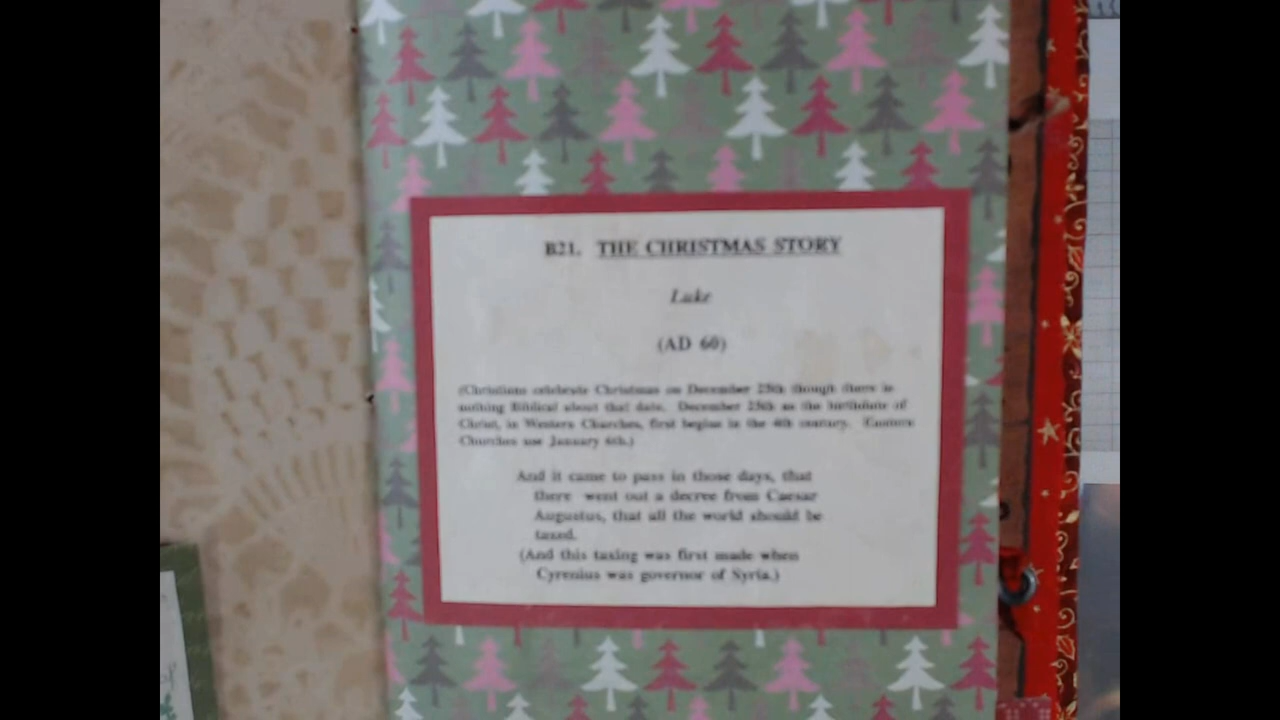 B21. THE CHRISTMAS STORY
Luke
(AD 60)
(Christians celebrate Christmas on December 25th though there is
nothing Biblical about that date. December 25th as the birthdate of
Christ, in Western Churches, first begins in the 4th century. Eastern
Churches use January 6th.)
And it came to pass in those days, that
there went out a decree from Caesar
Augustus, that all the world should be
taxed.
(And this taxing was first made when
Cyrenius was governor of Syria.)